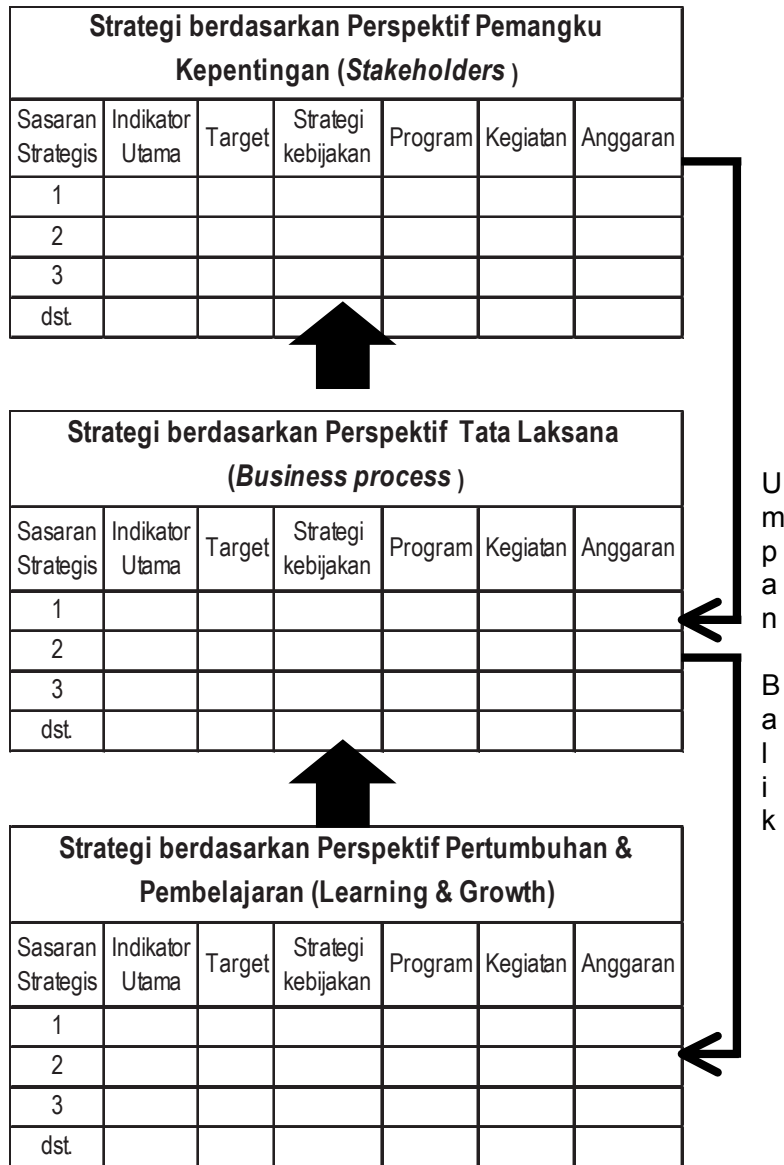 Strategi berdasarkan Perspektif Pemangku
Kepentingan (Stakeholders )
Sasaran Strategis Indikator Utama Target Strategi kebijakan Program Kegiatan Anggaran
1
2
3
dst.
Strategi berdasarkan Perspektif Tata Laksana
(Business process )
Sasaran Strategis Indikator Utama Target Strategi kebijakan Program Kegiatan Anggaran
1
2
3
dst.
Strategi berdasarkan Perspektif Pertumbuhan &
Pembelajaran (Learning & Growth)
Sasaran Strategis Indikator Utama Target Strategi kebijakan Program Kegiatan Anggaran
1
2
3
dst.
Umpan Balik